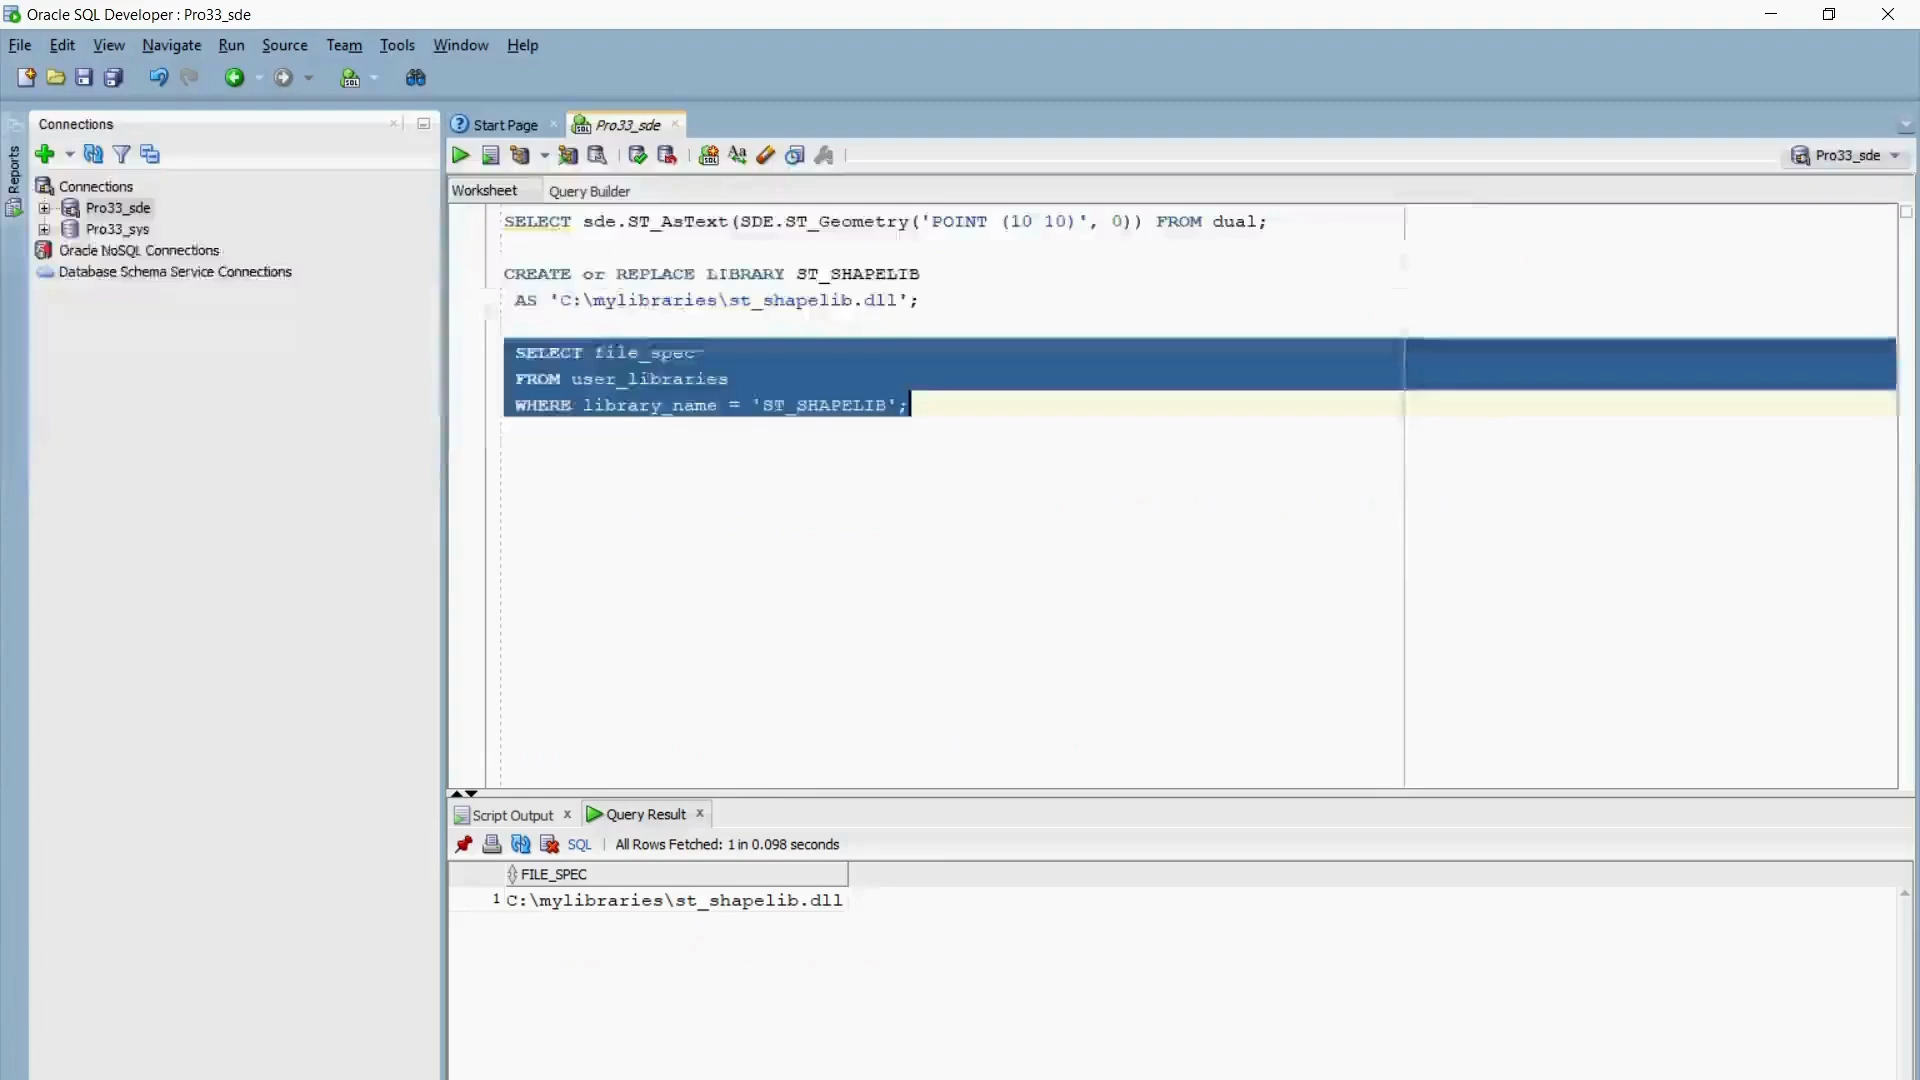 Oracle SQL Developer : Pro33_sde
File Edit View Navigate Run Source Team Tools Window Help
Reports
Connections
Connections
Pro33_sde
Pro33_sys
Oracle NoSQL Connections
Database Schema Service Connections
Start Page
Pro33_sde
Pro33_sde
Worksheet Query Builder
SELECT sde.ST_AsText(SDE.ST_Geometry('POINT (10 10)', 0)) FROM dual;
CREATE or REPLACE LIBRARY ST_SHAPELIB
AS 'C:\mylibraries\st_shapelib.dll';
SELECT file_spec
FROM user_libraries
WHERE library_name = 'ST_SHAPELIB';
Script Output x Query Result x
SQL | All Rows Fetched: 1 in 0.098 seconds
FILE_SPEC
1 C:\mylibraries\st_shapelib.dll